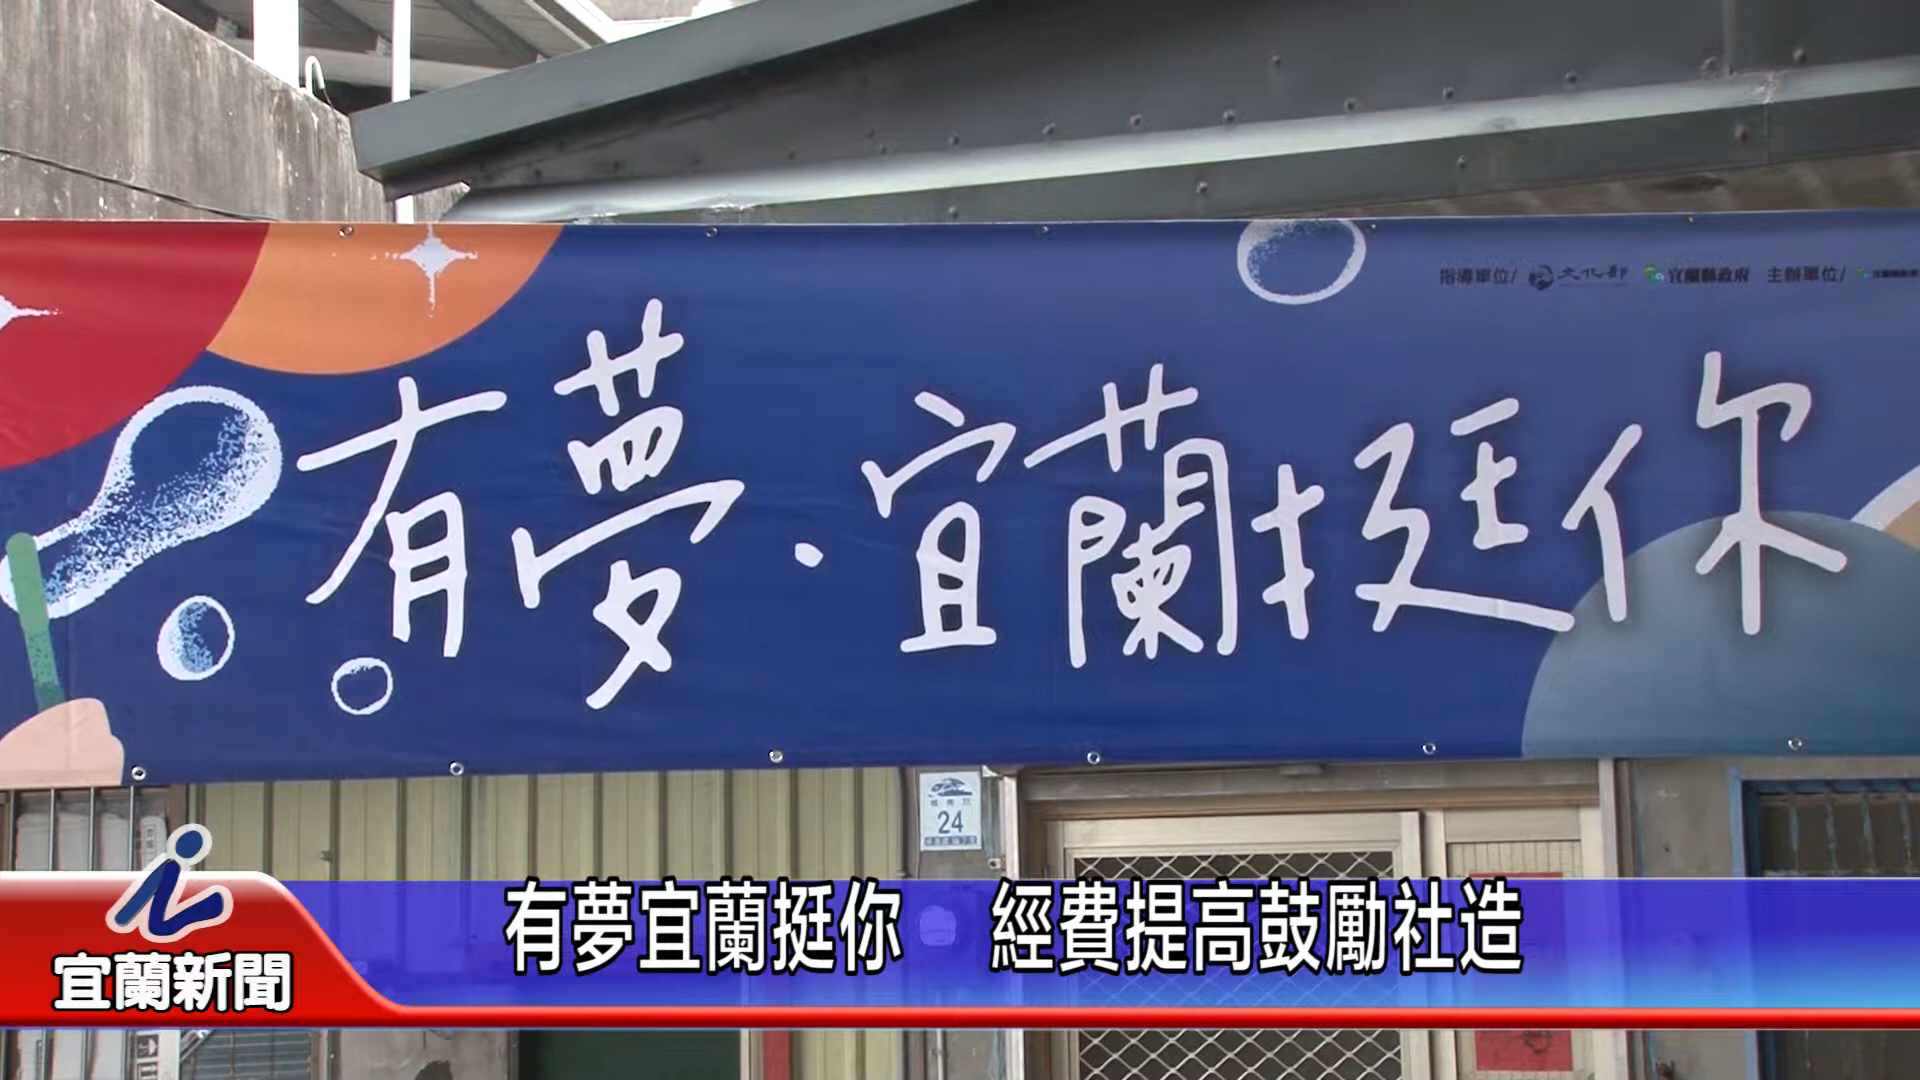 指導單位/ 文化部 宜蘭縣政府 主辦單位/
有夢·宜蘭挺你
24
有夢宜蘭挺你 經費提高鼓勵社造
宜蘭新聞